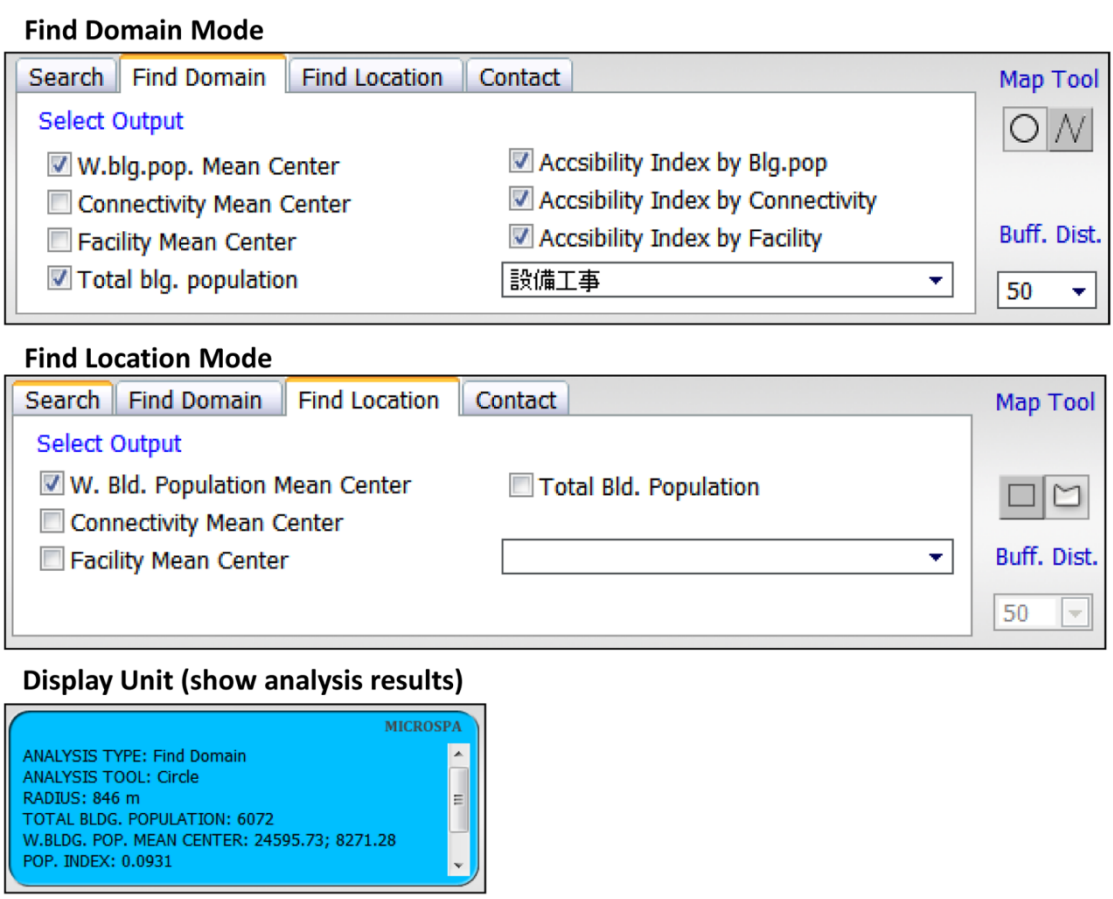 Find Domain Mode
Search Find Domain Find Location Contact
Map Tool
Select Output
W.blg.pop. Mean Center
Connectivity Mean Center
Facility Mean Center
Total blg. population
Accsibility Index by Blg.pop
Accsibility Index by Connectivity
Accsibility Index by Facility
設備工事
Buff. Dist.
50
Find Location Mode
Search Find Domain Find Location Contact
Map Tool
Select Output
W. Bld. Population Mean Center
Connectivity Mean Center
Facility Mean Center
Total Bld. Population
Buff. Dist.
50
Display Unit (show analysis results)
MICROSPA
ANALYSIS TYPE: Find Domain
ANALYSIS TOOL: Circle
RADIUS: 846 m
TOTAL BLDG. POPULATION: 6072
W.BLDG. POP. MEAN CENTER: 24595.73; 8271.28
POP. INDEX: 0.0931